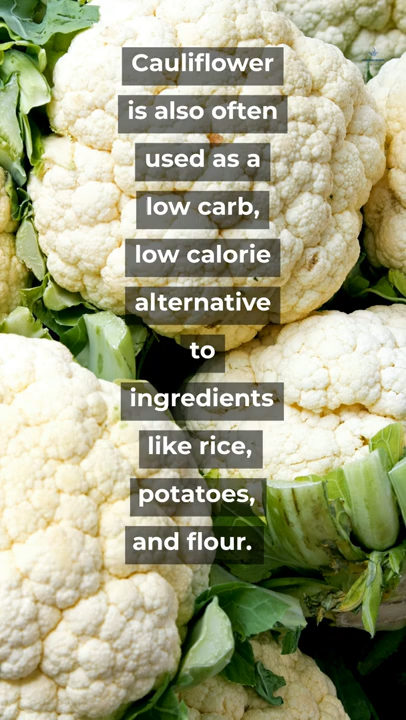 Cauliflower
is also often
used as a
low carb,
low calorie
alternative
to
ingredients
like rice,
potatoes,
and flour.